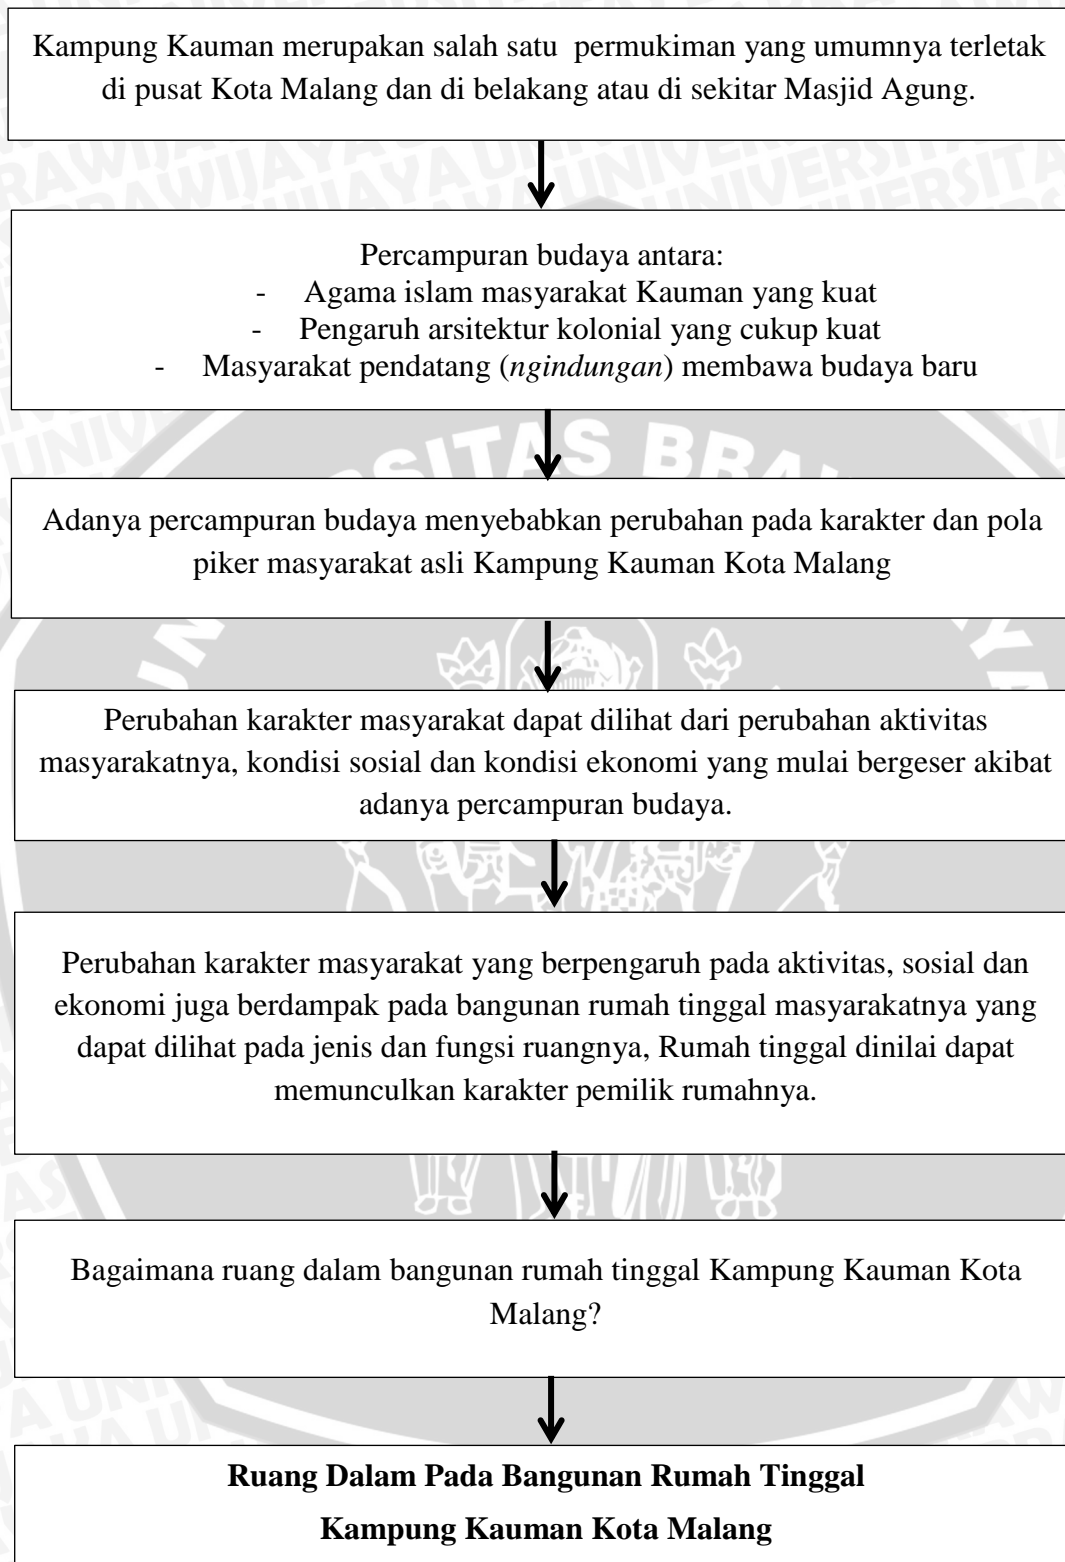 Kampung Kauman merupakan salah satu permukiman yang umumnya terletak
di pusat Kota Malang dan di belakang atau di sekitar Masjid Agung.
Percampuran budaya antara:
- Agama islam masyarakat Kauman yang kuat
- Pengaruh arsitektur kolonial yang cukup kuat
- Masyarakat pendatang (ngindungan) membawa budaya baru
SITAS BRA
Adanya percampuran budaya menyebabkan perubahan pada karakter dan pola
piker masyarakat asli Kampung Kauman Kota Malang
Perubahan karakter masyarakat dapat dilihat dari perubahan aktivitas
masyarakatnya, kondisi sosial dan kondisi ekonomi yang mulai bergeser akibat
adanya percampuran budaya.
Perubahan karakter masyarakat yang berpengaruh pada aktivitas, sosial dan
ekonomi juga berdampak pada bangunan rumah tinggal masyarakatnya yang
dapat dilihat pada jenis dan fungsi ruangnya, Rumah tinggal dinilai dapat
memunculkan karakter pemilik rumahnya.
Bagaimana ruang dalam bangunan rumah tinggal Kampung Kauman Kota
Malang?
Ruang Dalam Pada Bangunan Rumah Tinggal
Kampung Kauman Kota Malang